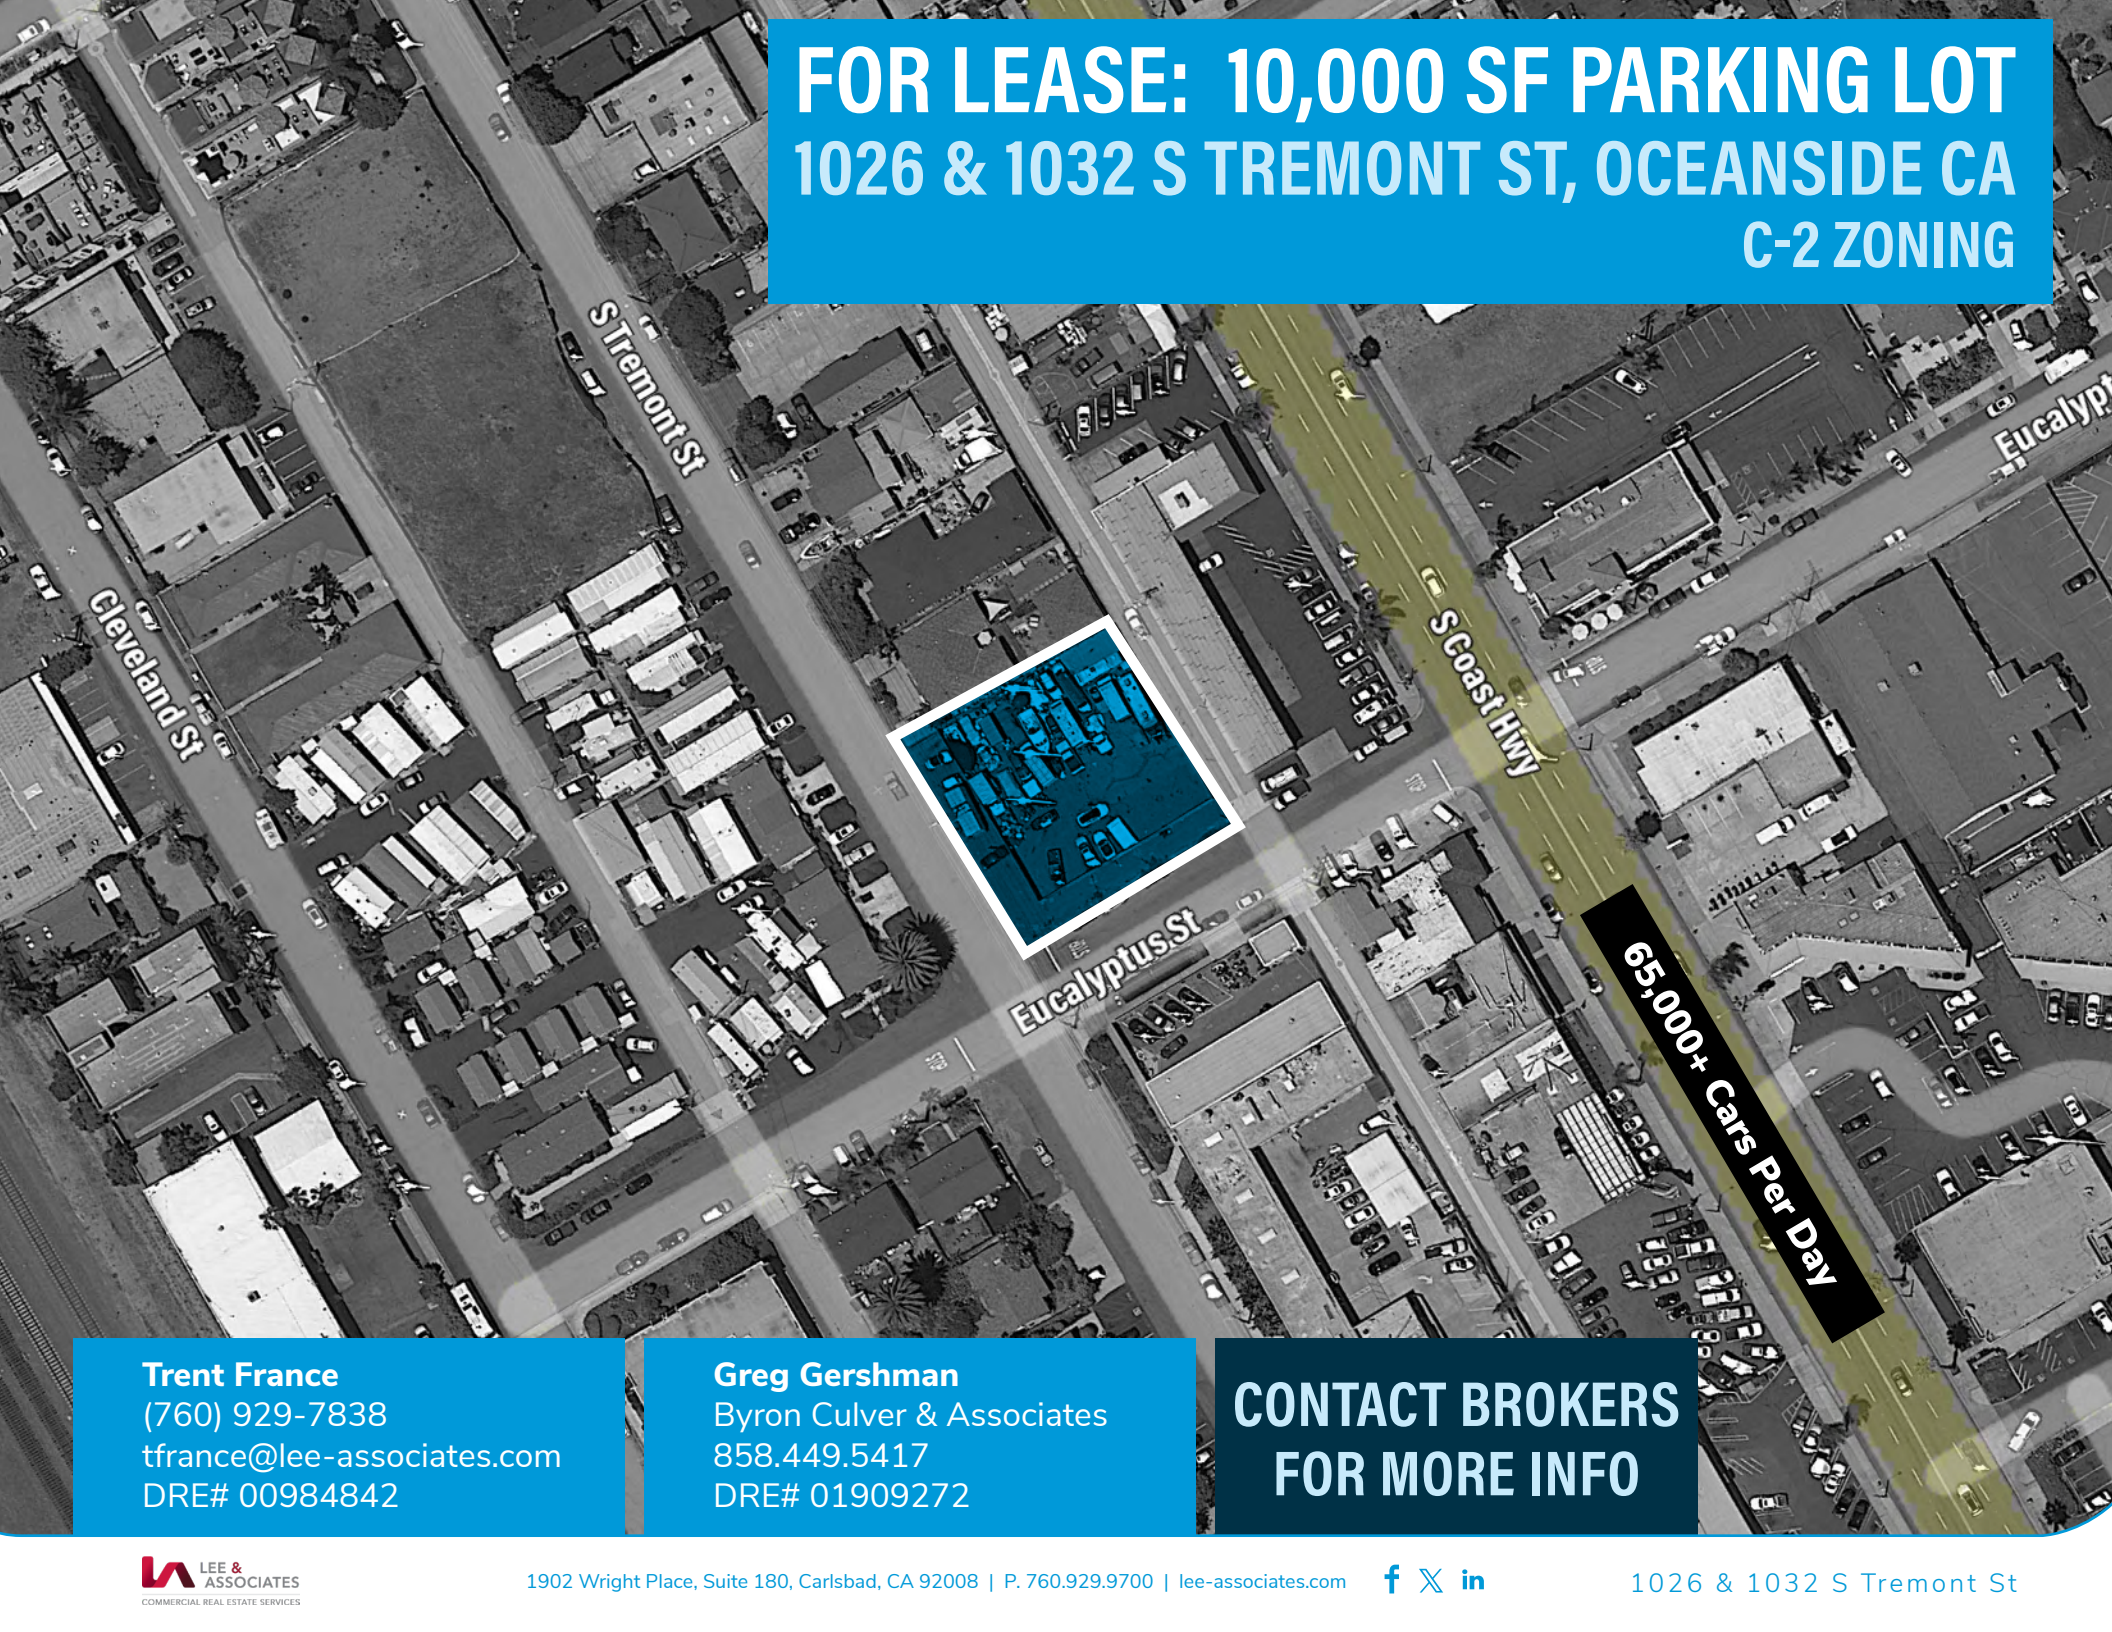 FOR LEASE: 10,000 SF PARKING LOT
1026 & 1032 S TREMONT ST, OCEANSIDE CA
C-2 ZONING
S Tremont St
Eucalypt
Cleveland St
S Coast Hwy
STOP
STOP
Eucalyptus St
STOP
STOP
65,000+ Cars Per Day
Trent France
(760) 929-7838
tfrance@lee-associates.com
DRE# 00984842
Greg Gershman
Byron Culver & Associates
858.449.5417
DRE# 01909272
CONTACT BROKERS
FOR MORE INFO
LEE &
ASSOCIATES
COMMERCIAL REAL ESTATE SERVICES
1902 Wright Place, Suite 180, Carlsbad, CA 92008 | P. 760.929.9700 | lee-associates.com
1026 & 1032 S Tremont St